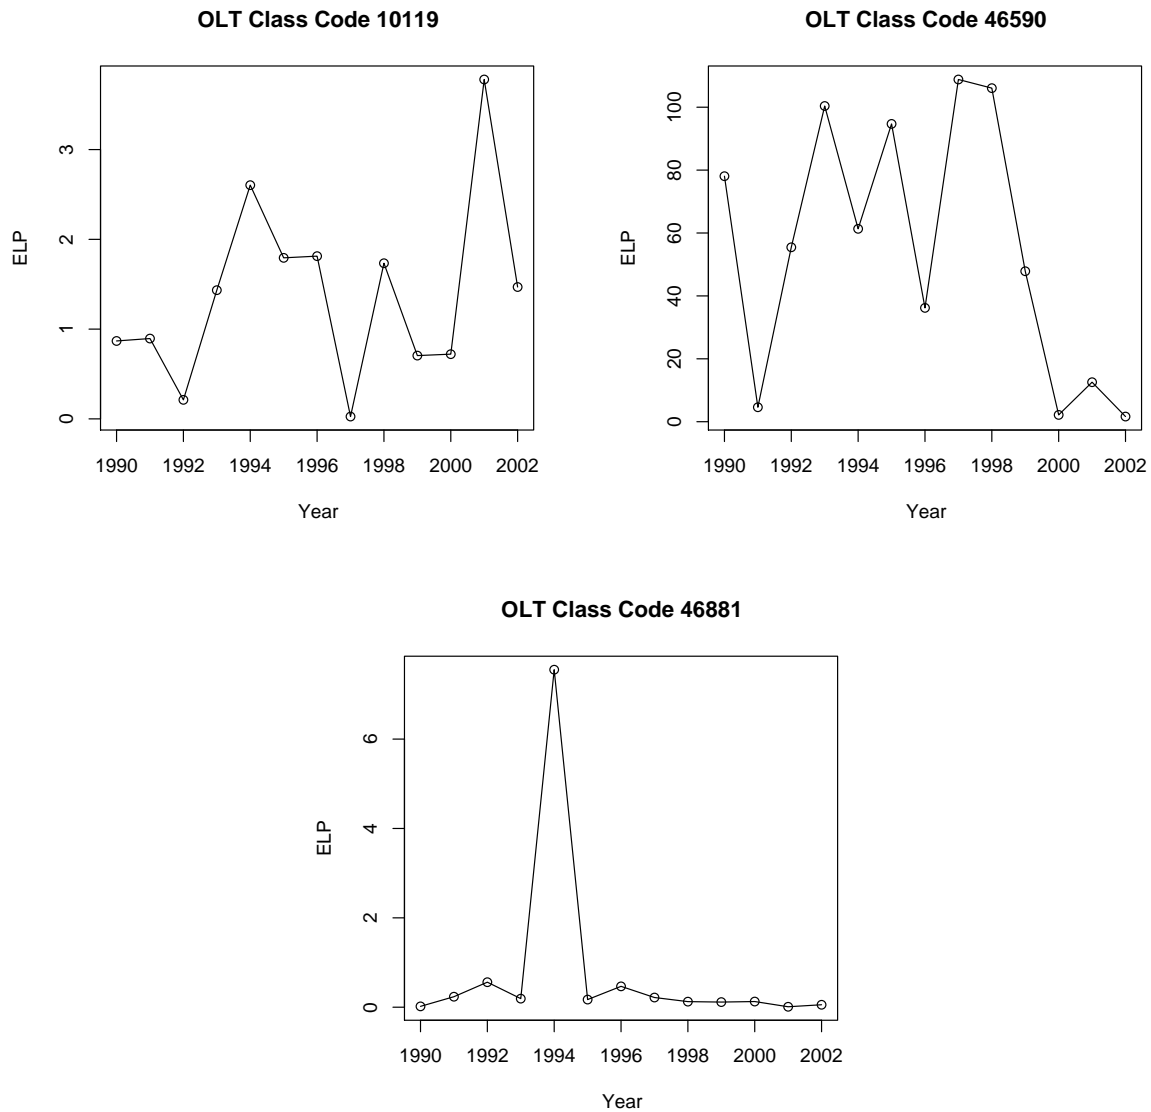 OLT Class Code 10119
ELP
3
2
1
0
1990 1992 1994 1996 1998 2000 2002
Year
OLT Class Code 46590
ELP
100
80
60
40
20
0
1990 1992 1994 1996 1998 2000 2002
Year
OLT Class Code 46881
ELP
6
4
2
0
1990 1992 1994 1996 1998 2000 2002
Year